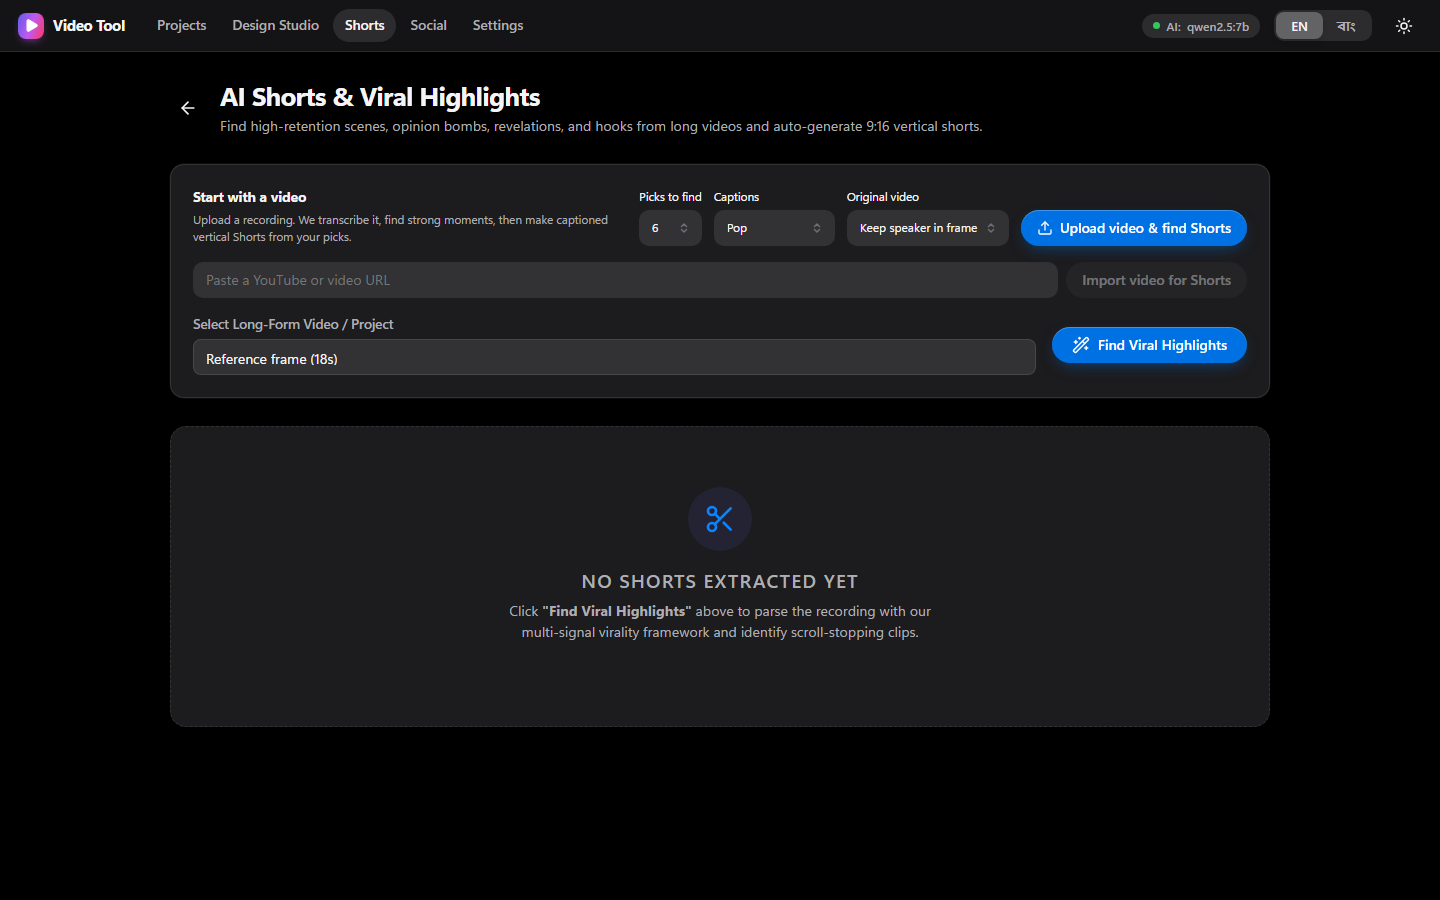 Video Tool
Projects
Design Studio
Shorts
Social
Settings
AI: qwen2.5:7b
EN
বাং
AI Shorts & Viral Highlights
Find high-retention scenes, opinion bombs, revelations, and hooks from long videos and auto-generate 9:16 vertical shorts.
Start with a video
Upload a recording. We transcribe it, find strong moments, then make captioned
vertical Shorts from your picks.
Picks to find
6
Captions
Pop
Original video
Keep speaker in frame
Upload video & find Shorts
Paste a YouTube or video URL
Import video for Shorts
Select Long-Form Video / Project
Reference frame (18s)
Find Viral Highlights
NO SHORTS EXTRACTED YET
Click "Find Viral Highlights" above to parse the recording with our
multi-signal virality framework and identify scroll-stopping clips.